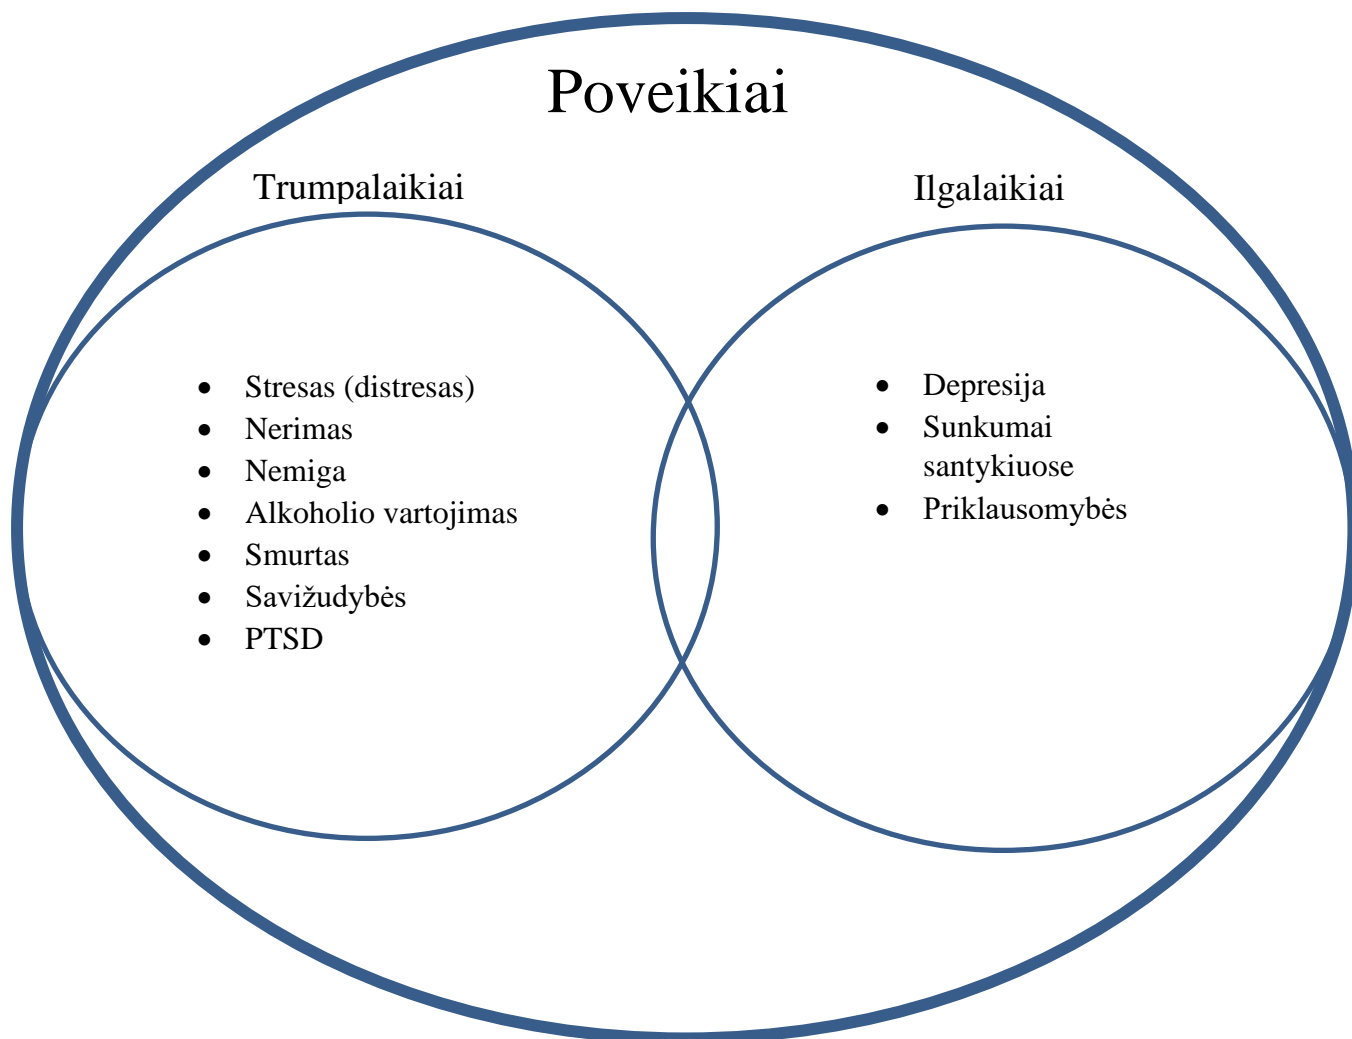 Poveikiai
Trumpalaikiai
Ilgalaikiai
• Stresas (distresas)
• Nerimas
• Nemiga
• Alkoholio vartojimas
• Smurtas
• Savižudybės
• PTSD
• Depresija
• Sunkumai
santykiuose
• Priklausomybės